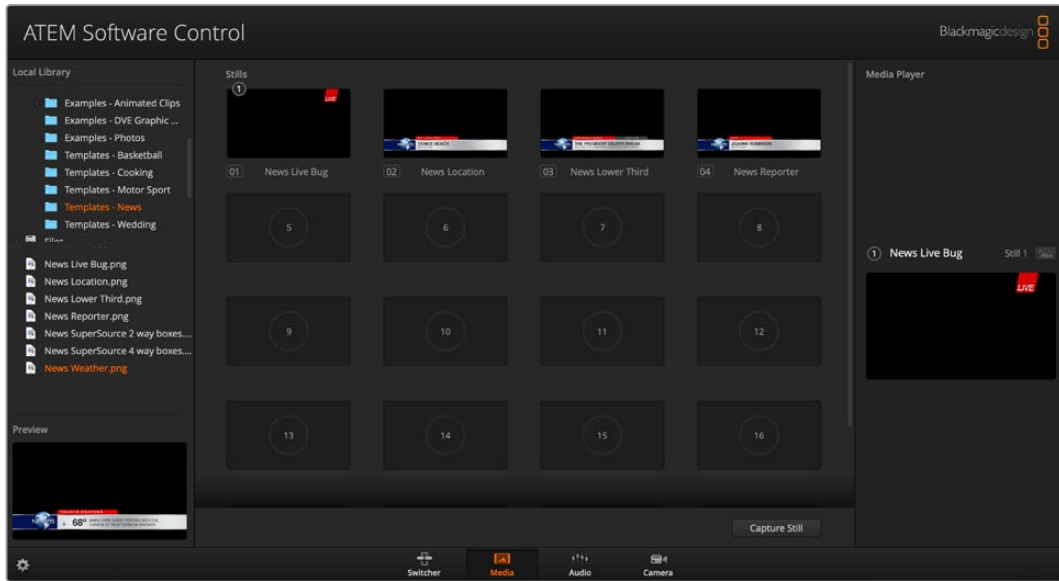 ATEM Software Control
Blackmagicdesign
Local Library
Examples - Animated Clips
Examples - DVE Graphic ...
Examples - Photos
Templates - Basketball
Templates - Cooking
Templates - Motor Sport
Templates - News
Templates - Wedding
Files
News Live Bug.png
News Location.png
News Lower Third.png
News Reporter.png
News SuperSource 2 way boxes....
News SuperSource 4 way boxes....
News Weather.png
Preview
68°
Stills
1
LIVE
VENICE BEACH
JOANNE ROBINSON
01 News Live Bug
02 News Location
03 News Lower Third
04 News Reporter
5
6
7
8
9
10
11
12
13
14
15
16
Capture Still
Media Player
1 News Live Bug Still 1
LIVE
Switcher
Media
Audio
Camera